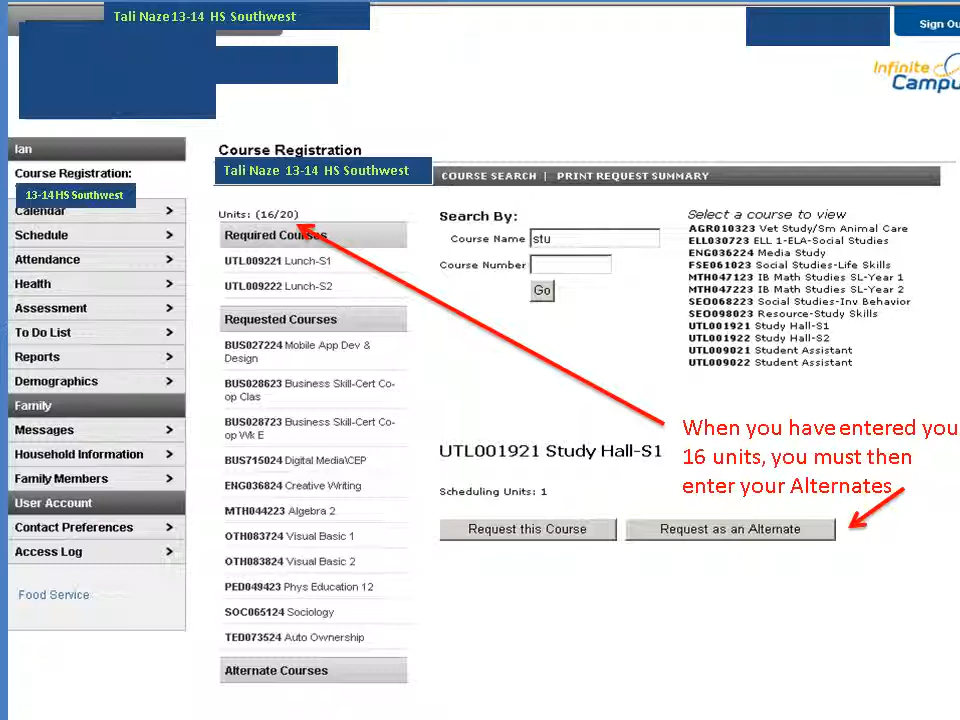 Tali Naze 13-14 HS Southwest
Sign Ou
Infinite
Campu
Ian
Course Registration:
13-14 HS Southwest
Calendar
Schedule
Attendance
Health
Assessment
To Do List
Reports
Demographics
Family
Messages
Household Information
Family Members
User Account
Contact Preferences
Access Log
Food Service
Course Registration
Tali Naze 13-14 HS Southwest
COURSE SEARCH | PRINT REQUEST SUMMARY
Units: (16/20)
Required Courses
UTL009221 Lunch-S1
UTL009222 Lunch-S2
Requested Courses
BUS027224 Mobile App Dev &
Design
BUS028623 Business Skill-Cert Co-
op Clas
BUS028723 Business Skill-Cert Co-
op Wk E
BUS715024 Digital Media\CEP
ENG036824 Creative Writing
MTH044223 Algebra 2
OTH083724 Visual Basic 1
OTH083824 Visual Basic 2
PED049423 Phys Education 12
SOC065124 Sociology
TED073524 Auto Ownership
Alternate Courses
Search By:
Course Name stu
Course Number
Go
Select a course to view
AGR010323 Vet Study/Sm Animal Care
ELL030723 ELL 1-ELA-Social Studies
ENG036224 Media Study
FSE061023 Social Studies-Life Skills
MTH047123 IB Math Studies SL-Year 1
MTH047223 IB Math Studies SL-Year 2
SEO068223 Social Studies-Inv Behavior
SEO098023 Resource-Study Skills
UTL001921 Study Hall-S1
UTL001922 Study Hall-S2
UTL009021 Student Assistant
UTL009022 Student Assistant
UTL001921 Study Hall-S1
Scheduling Units: 1
Request this Course
Request as an Alternate
When you have entered you
16 units, you must then
enter your Alternates